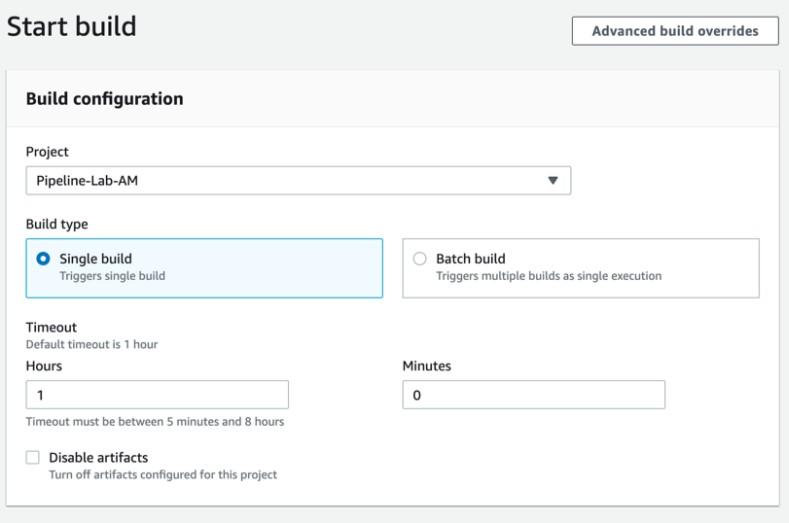 Start build
Advanced build overrides
Build configuration
Project
Pipeline-Lab-AM
Build type
Single build
Triggers single build
Batch build
Triggers multiple builds as single execution
Timeout
Default timeout is 1 hour
Hours
Minutes
1
0
Timeout must be between 5 minutes and 8 hours
Disable artifacts
Turn off artifacts configured for this project